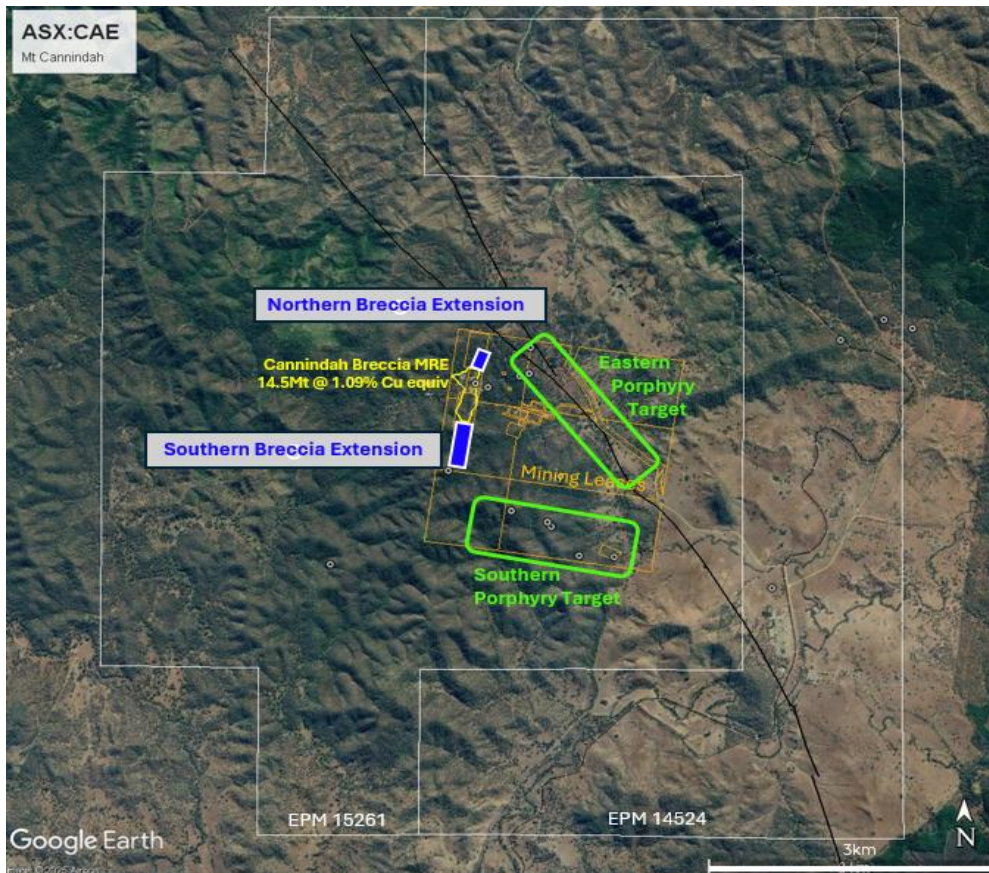 ASX:CAE
Mt Cannindah
Northern Breccia Extension
Cannindah Breccia MRE
14.5Mt @ 1.09% Cu equiv
Eastern
Porphyry
Target
Southern Breccia Extension
Mining Leases
Southern
Porphyry Target
EPM 15261
EPM 14524
N
3km
Google Earth